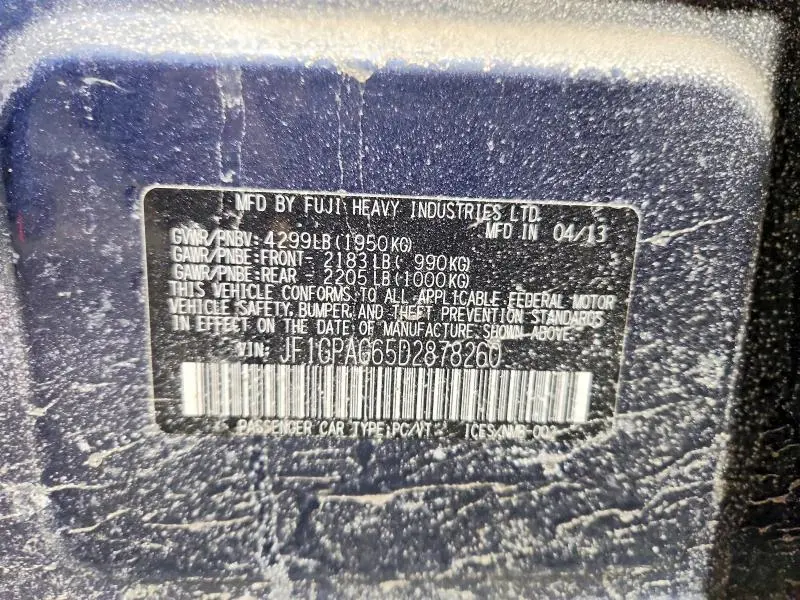 MFD BY FUJI HEAVY INDUSTRIES LTD.
MFD IN 04/13
GVWR/PNBV: 4299LB(1950KG)
GAWR/PNBE:FRONT- 2183LB( 990KG)
GAWR/PNBE:REAR - 2205LB(1000KG)
THIS VEHICLE CONFORMS TO ALL APPLICABLE FEDERAL MOTOR
VEHICLE SAFETY, BUMPER, AND THEFT PREVENTION STANDARDS
IN EFFECT ON THE DATE OF MANUFACTURE SHOWN ABOVE.
VIN: JF1GPAG65D2878260
PASSENGER CAR TYPE:PC/VT